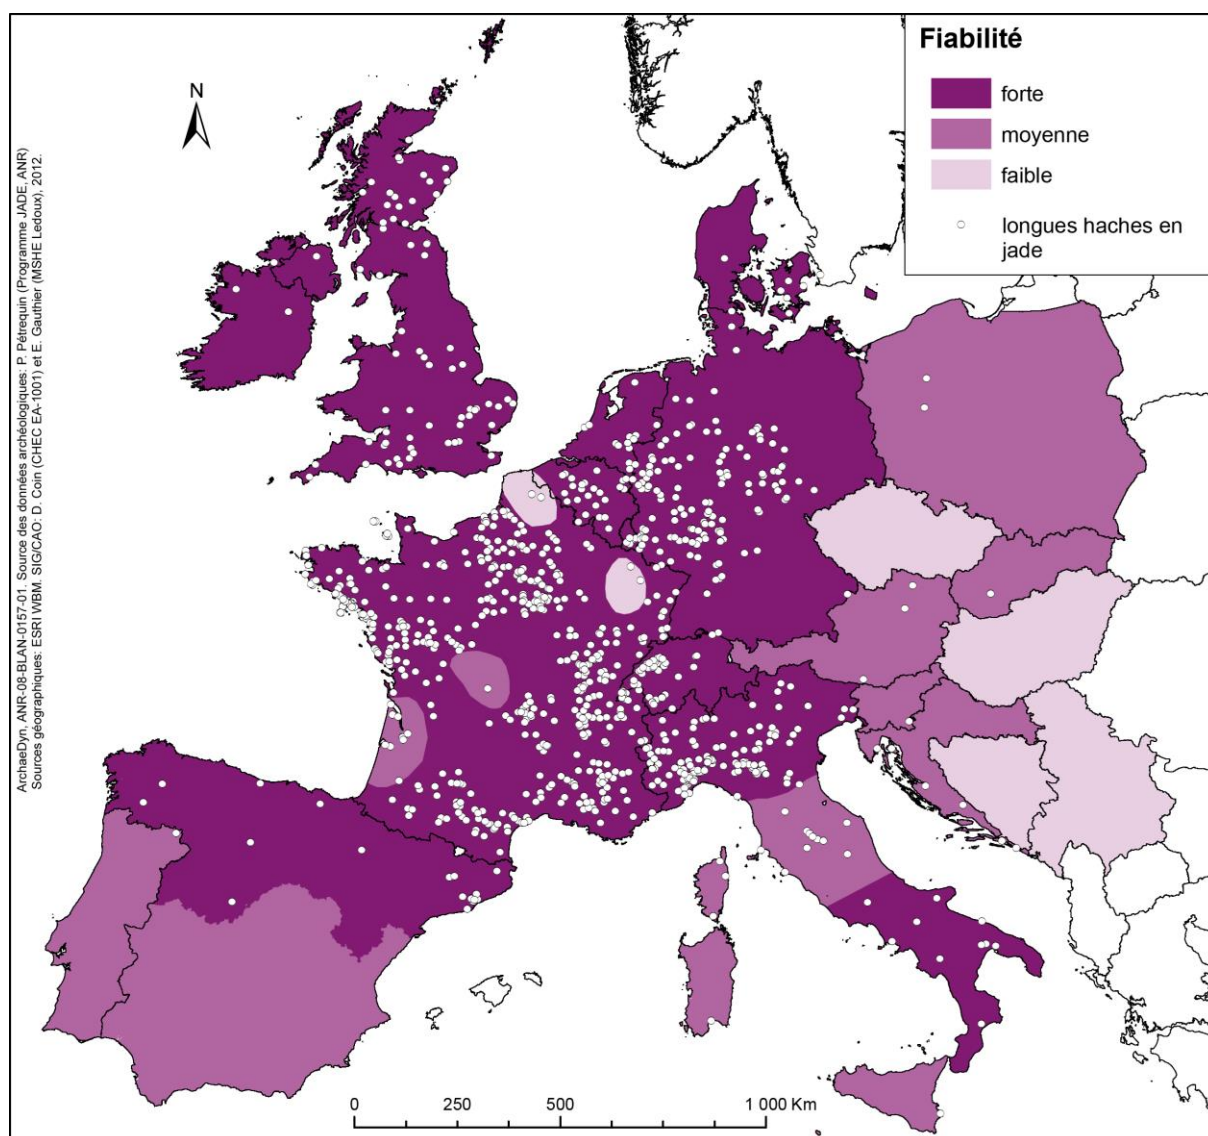 Fiabilité
forte
moyenne
faible
longues haches en
jade
N
ArchaeDyn, ANR-08-BLAN-0157-01. Source des données archéologiques: P. Pétrequin (Programme JADE, ANR)
Sources géographiques: ESRI WBM. SIG/CAO: D. Coin (CHEC EA-1001) et E. Gauthier (MSHE Ledoux), 2012.
0 250 500 1 000 Km